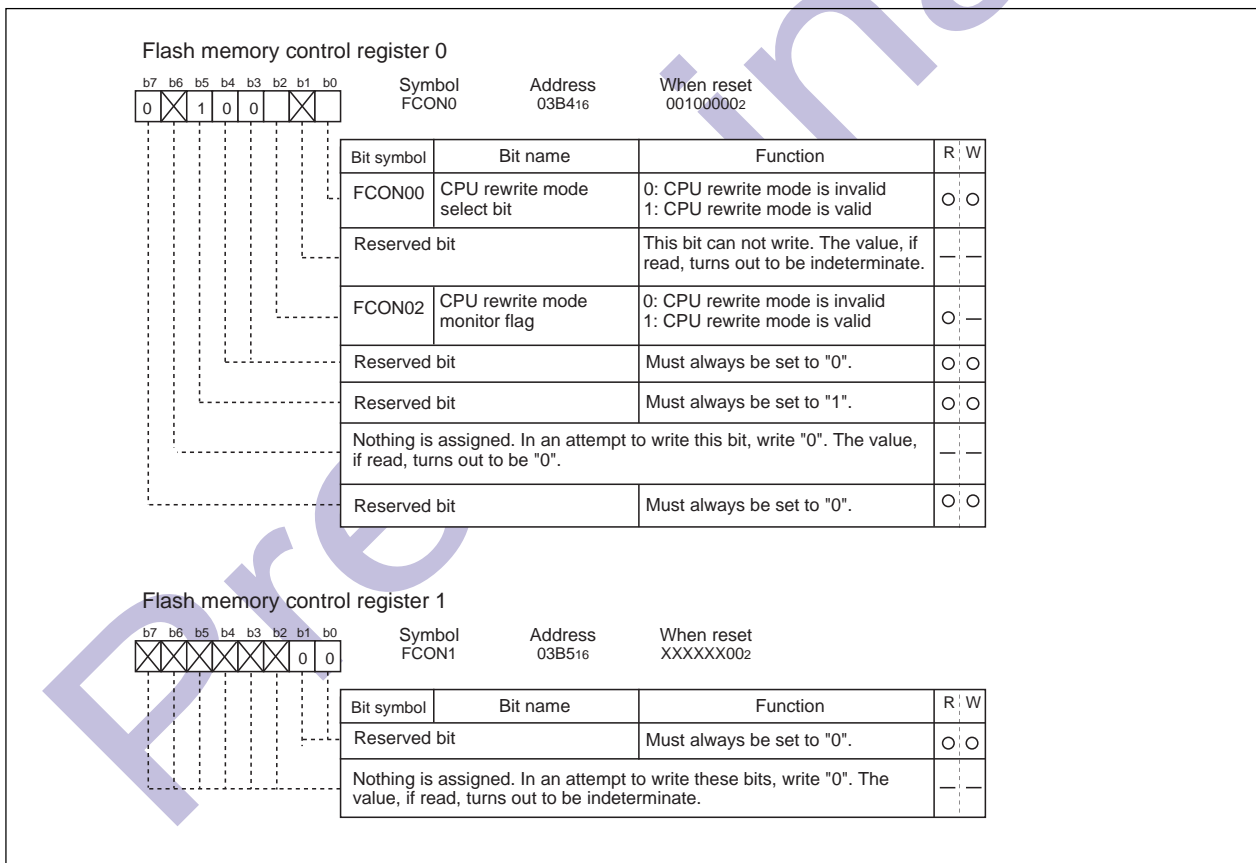 Flash memory control register 0
b7 b6 b5 b4 b3 b2 b1 b0
Symbol Address When reset
FCON0 03B416 001000002
0 1 0 0
Bit symbol Bit name Function R W
FCON00 CPU rewrite mode select bit 0: CPU rewrite mode is invalid
1: CPU rewrite mode is valid
Reserved bit This bit can not write. The value, if
read, turns out to be indeterminate.
FCON02 CPU rewrite mode monitor flag 0: CPU rewrite mode is invalid
1: CPU rewrite mode is valid
Reserved bit Must always be set to "0".
Reserved bit Must always be set to "1".
Nothing is assigned. In an attempt to write this bit, write "0". The value,
if read, turns out to be "0".
Reserved bit Must always be set to "0".
Flash memory control register 1
b7 b6 b5 b4 b3 b2 b1 b0
Symbol Address When reset
FCON1 03B516 XXXXXX002
0 0
Bit symbol Bit name Function R W
Reserved bit Must always be set to "0".
Nothing is assigned. In an attempt to write these bits, write "0". The
value, if read, turns out to be indeterminate.